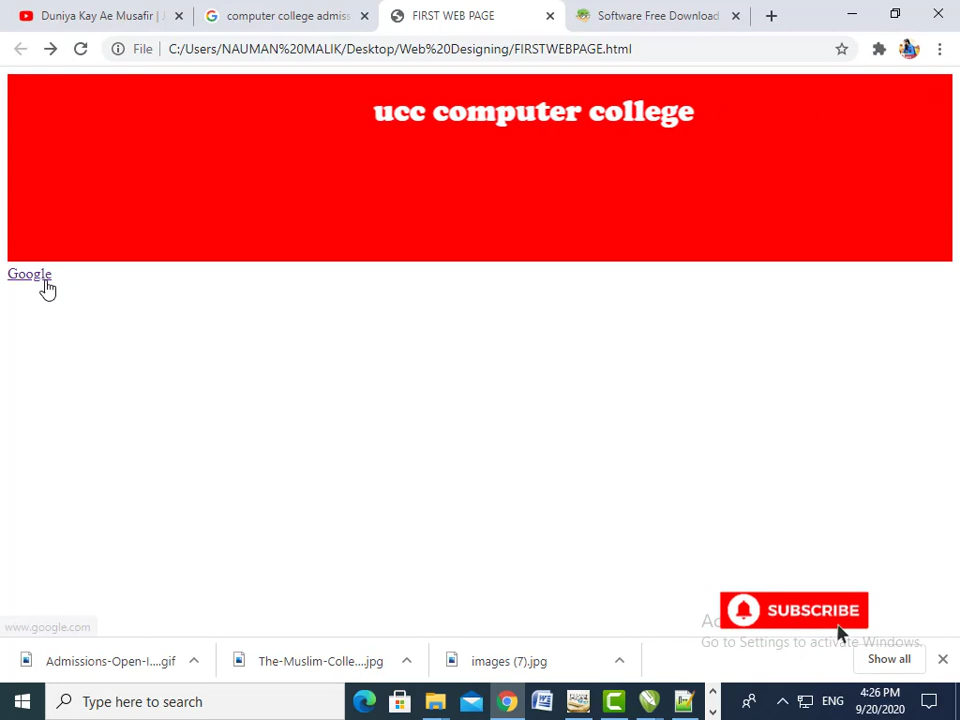 Duniya Kay Ae Musafir |
computer college admiss
FIRST WEB PAGE
Software Free Download
File
C:/Users/NAUMAN%20MALIK/Desktop/Web%20Designing/FIRSTWEBPAGE.html
ucc computer college
Google
www.google.com
SUBSCRIBE
Go to Settings to activate Windows.
Admissions-Open-I....gif
The-Muslim-Colle....jpg
images (7).jpg
Show all
Type here to search
ENG
4:26 PM
9/20/2020